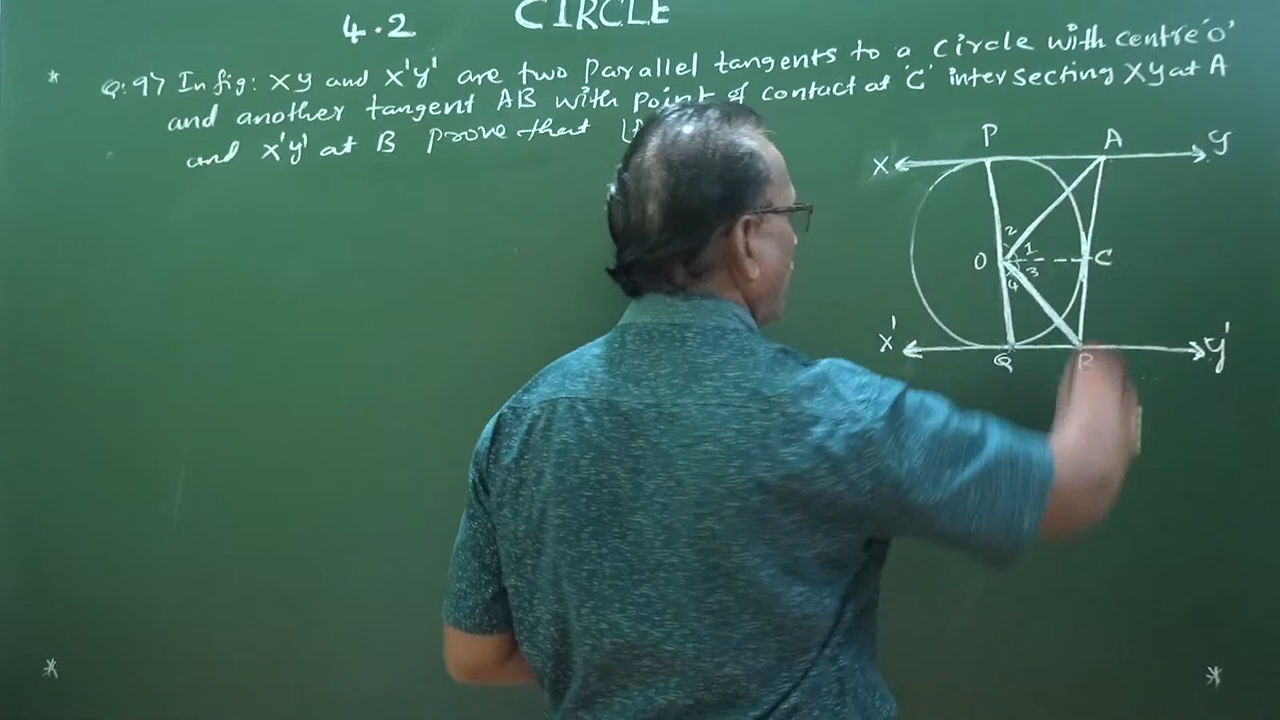 4.2 CIRCLE
* Q:9) In fig: XY and X'Y' are two parallel tangents to a circle with centre 'O'
and another tangent AB with point of contact at 'C' intersecting XY at A
and X'Y' at B prove that
P A
X Y
2
O 1 C
3
4
X' Y'
Q B
* *